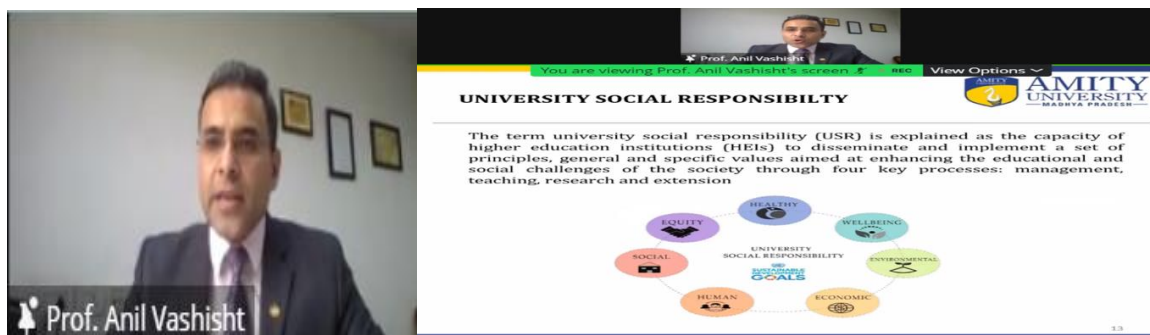 Prof. Anil Vashisht
Prof. Anil Vashisht
You are viewing Prof. Anil Vashisht's screen
REC
View Options
AMITY
AMITY
UNIVERSITY
MADHYA PRADESH
UNIVERSITY SOCIAL RESPONSIBILTY
The term university social responsibility (USR) is explained as the capacity of
higher education institutions (HEIs) to disseminate and implement a set of
principles, general and specific values aimed at enhancing the educational and
social challenges of the society through four key processes: management,
teaching, research and extension
HEALTHY
EQUITY
WELLBEING
UNIVERSITY
SOCIAL RESPONSIBILITY
SOCIAL
ENVIRONMENTAL
SUSTAINABLE
DEVELOPMENT
GOALS
HUMAN
ECONOMIC
13